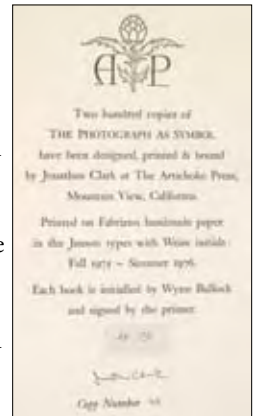 AP
Two hundred copies of
THE PHOTOGRAPH AS SYMBOL
have been designed, printed & bound
by Jonathan Clark at The Artichoke Press,
Mountain View, California.
Printed on Fabriano handmade paper
in the Janson types with Weiss initials
Fall 1975 – Summer 1976.
Each book is initialled by Wynn Bullock
and signed by the printer.
Copy Number